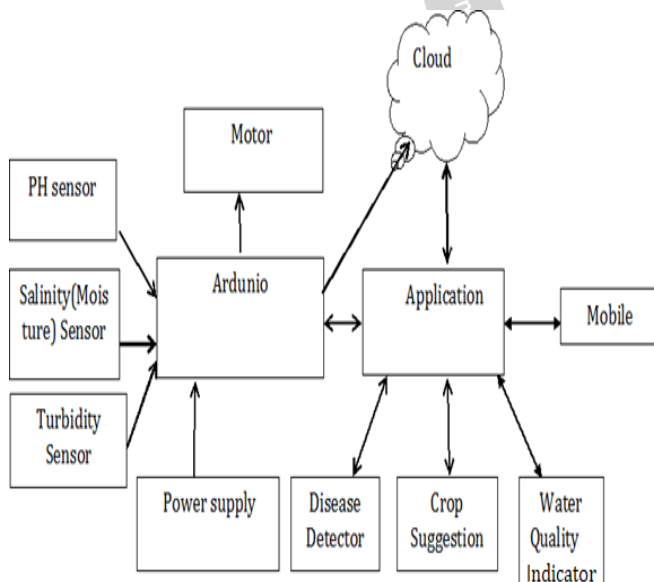 Cloud
Motor
PH sensor
Ardunio
Application
Salinity(Mois
ture) Sensor
Mobile
Turbidity
Sensor
Power supply
Disease
Detector
Crop
Suggestion
Water
Quality
Indicator